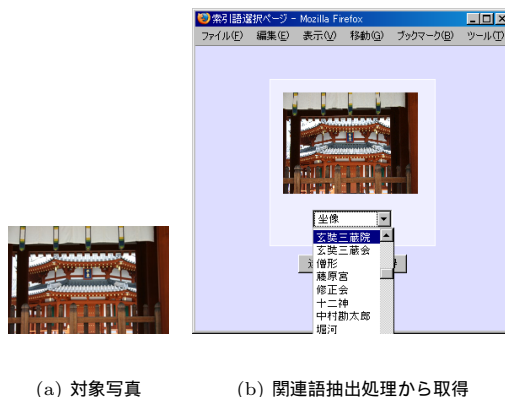 索引語選択ページ - Mozilla Firefox
ファイル(F) 編集(E) 表示(V) 移動(G) ブックマーク(B) ツール(T)
坐像
玄奘三蔵院
玄奘三蔵会
僧形
藤原宮
修正会
十二神
中村勘太郎
堀河
(a) 対象写真
(b) 関連語抽出処理から取得